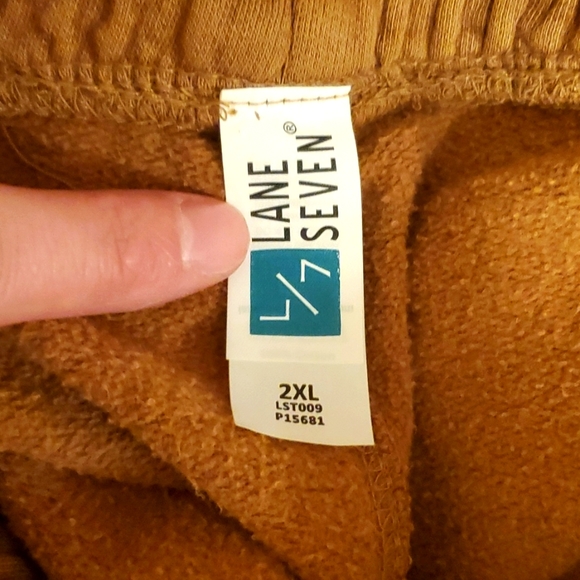 LANE
SEVEN®
L/7
2XL
LST009
P15681